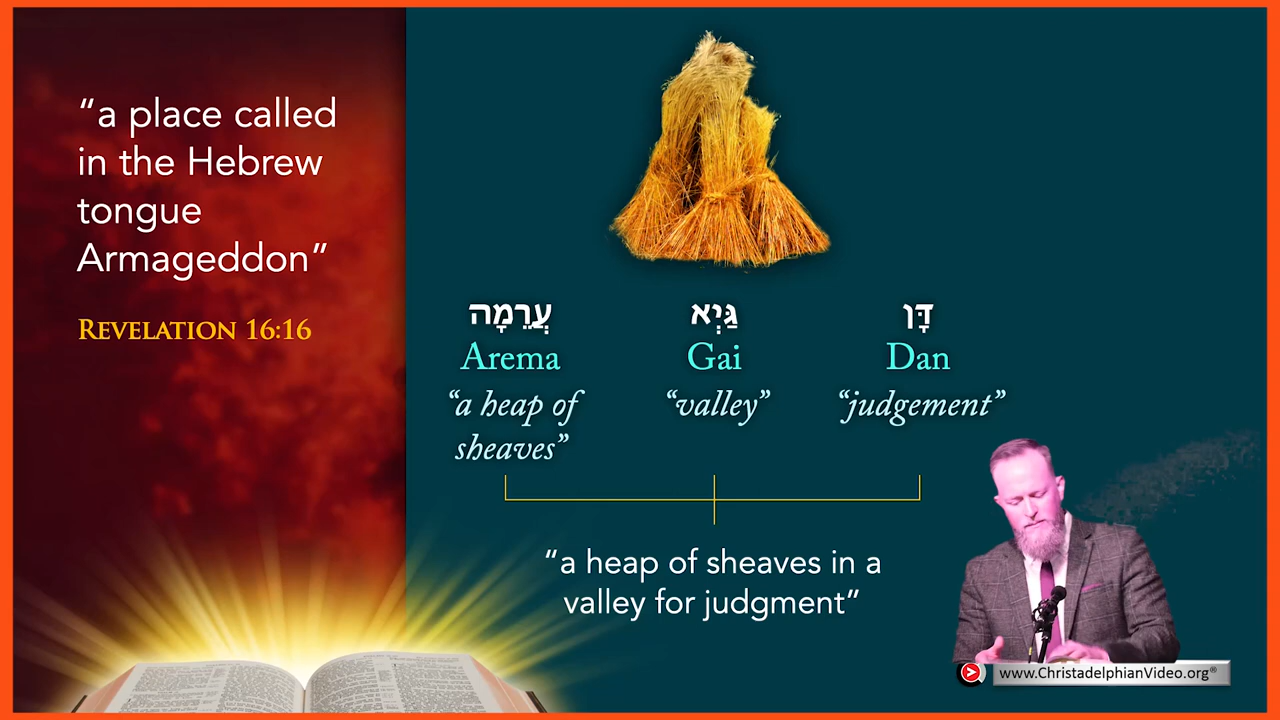 “a place called
in the Hebrew
tongue
Armageddon”
REVELATION 16:16
עֲרֵמָה
Arema
“a heap of
sheaves”
גַּיְא
Gai
“valley”
דָּן
Dan
“judgement”
“a heap of sheaves in a
valley for judgment”
www.ChristadelphianVideo.org®